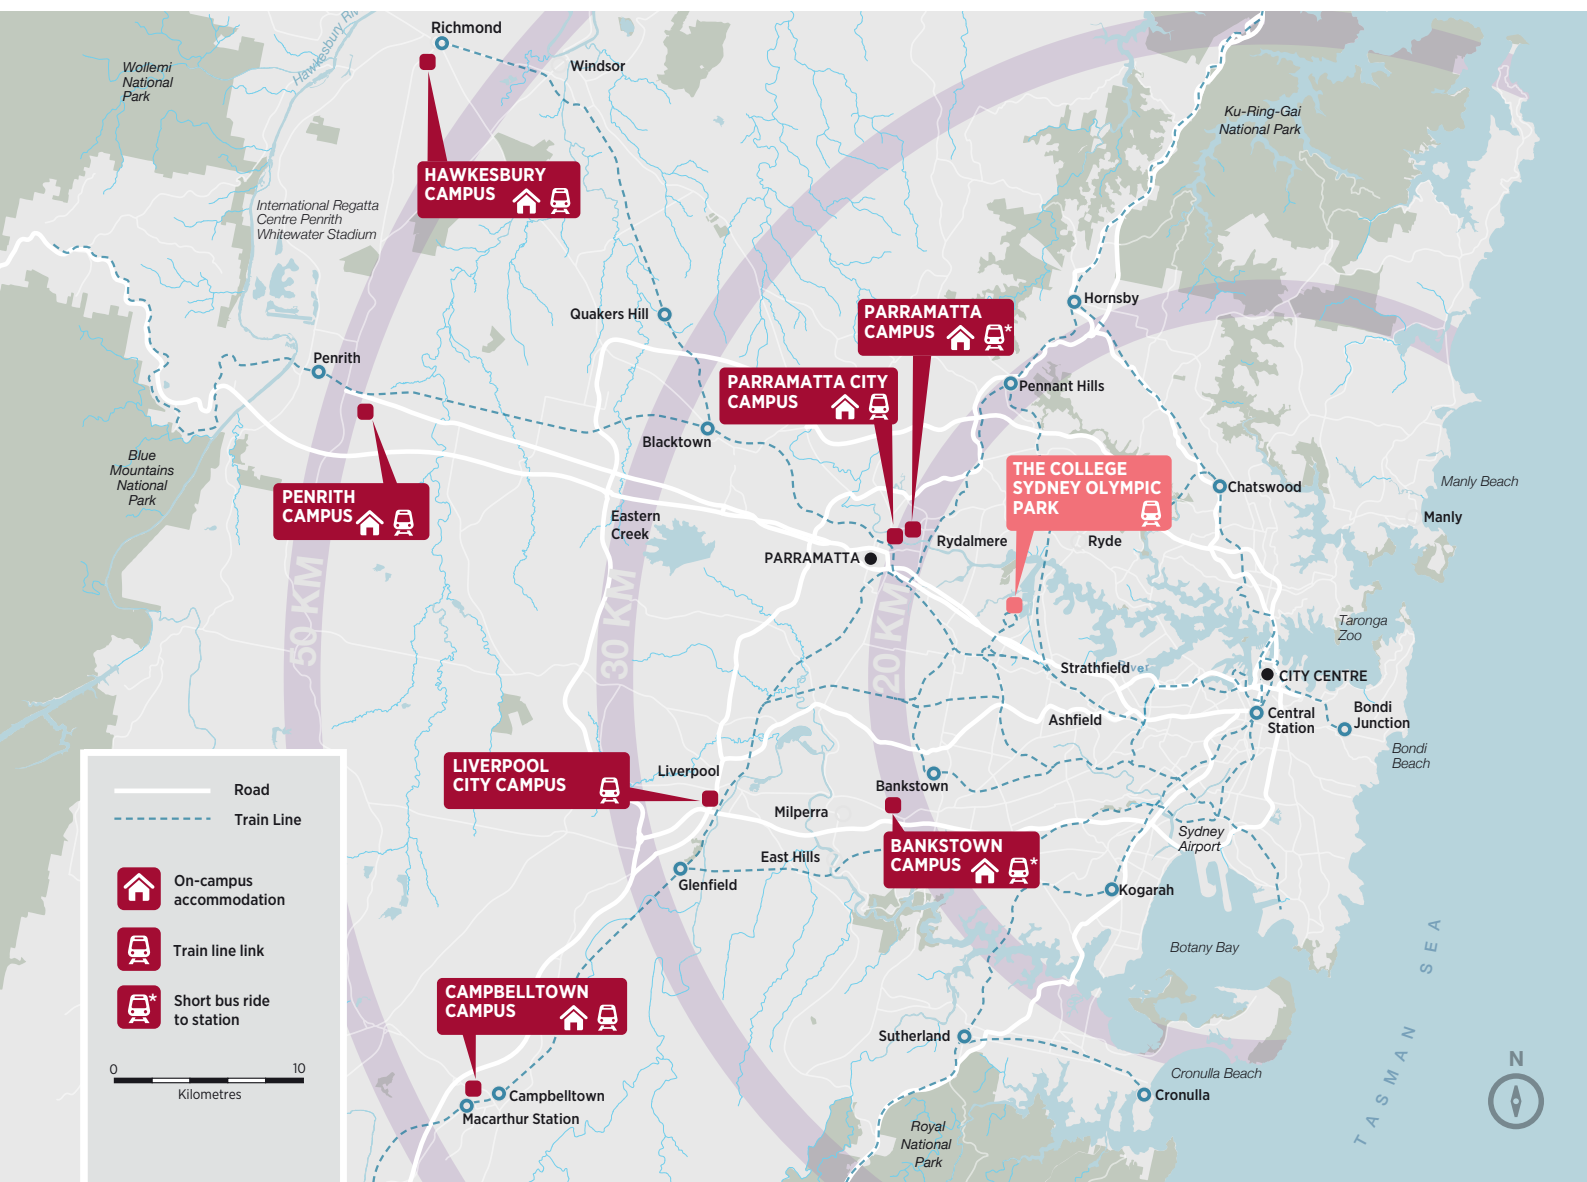 Richmond
Hawkesbury Ri
Windsor
Wollemi
National
Park
Ku-Ring-Gai
National Park
HAWKESBURY
CAMPUS
International Regatta
Centre Penrith
Whitewater Stadium
Hornsby
Quakers Hill
PARRAMATTA
CAMPUS
*
Penrith
PARRAMATTA CITY
CAMPUS
Pennant Hills
Blacktown
Blue
Mountains
National
Park
THE COLLEGE
SYDNEY OLYMPIC
PARK
Chatswood
Manly Beach
PENRITH
CAMPUS
Eastern
Creek
Manly
Rydalmere
Ryde
PARRAMATTA
50 KM
30 KM
20 KM
Taronga
Zoo
Strathfield
River
CITY CENTRE
Ashfield
Central
Station
Bondi
Junction
Bondi
Beach
LIVERPOOL
CITY CAMPUS
Liverpool
Bankstown
Milperra
Sydney
Airport
BANKSTOWN
CAMPUS
*
East Hills
Glenfield
Kogarah
Botany Bay
TASMAN SEA
CAMPBELLTOWN
CAMPUS
Sutherland
Cronulla Beach
Cronulla
Campbelltown
Macarthur Station
Royal
National
Park
N
Road
Train Line
On-campus
accommodation
Train line link
*
Short bus ride
to station
0 10
Kilometres